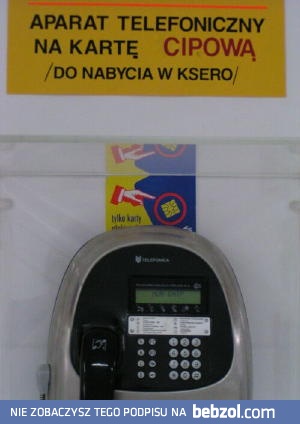 APARAT TELEFONICZNY
NA KARTĘ CIPOWĄ
/DO NABYCIA W KSERO/
tylko karty
TELEFONICA
NIE ZOBACZYSZ TEGO PODPISU NA bebzol.com